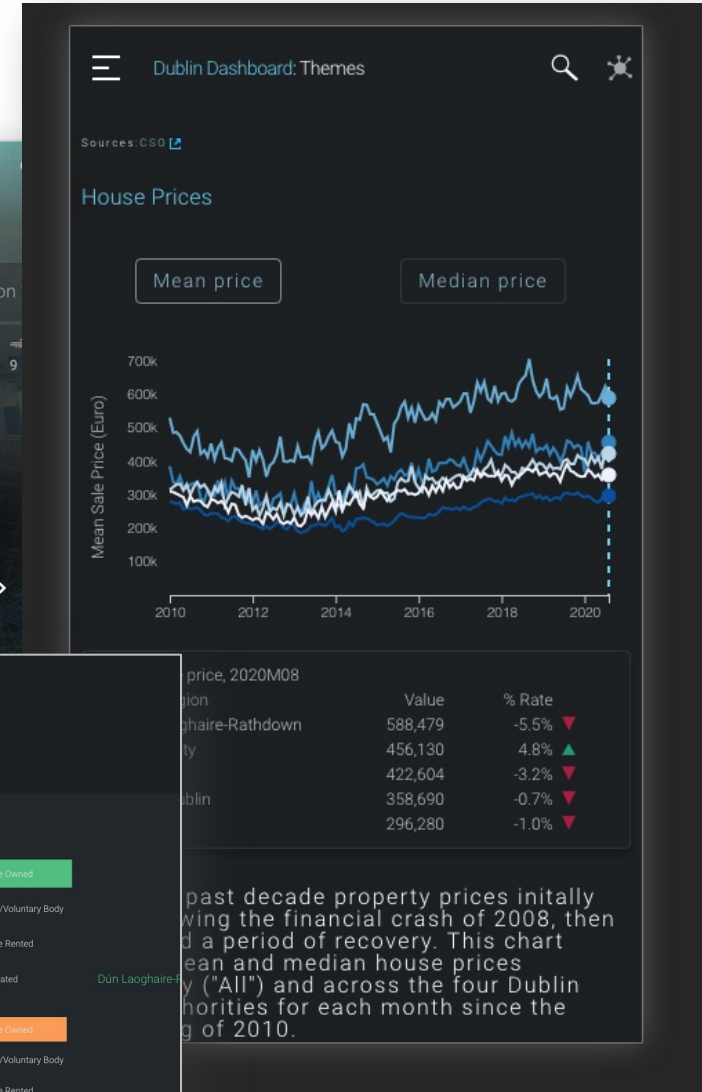 Dublin Dashboard: Themes
Sources:CSO
House Prices
Mean price
Median price
on
9
Mean Sale Price (Euro)
700k
600k
500k
400k
300k
200k
100k
2010 2012 2014 2016 2018 2020
price, 2020M08
gion Value % Rate
ghaire-Rathdown 588,479 -5.5%
ty 456,130 4.8%
422,604 -3.2%
ublin 358,690 -0.7%
296,280 -1.0%
past decade property prices initally
wing the financial crash of 2008, then
d a period of recovery. This chart
ean and median house prices
y ("All") and across the four Dublin
horities for each month since the
g of 2010.
e Owned
/Voluntary Body
e Rented
ated
Dún Laoghaire-
e Owned
/Voluntary Body
e Rented